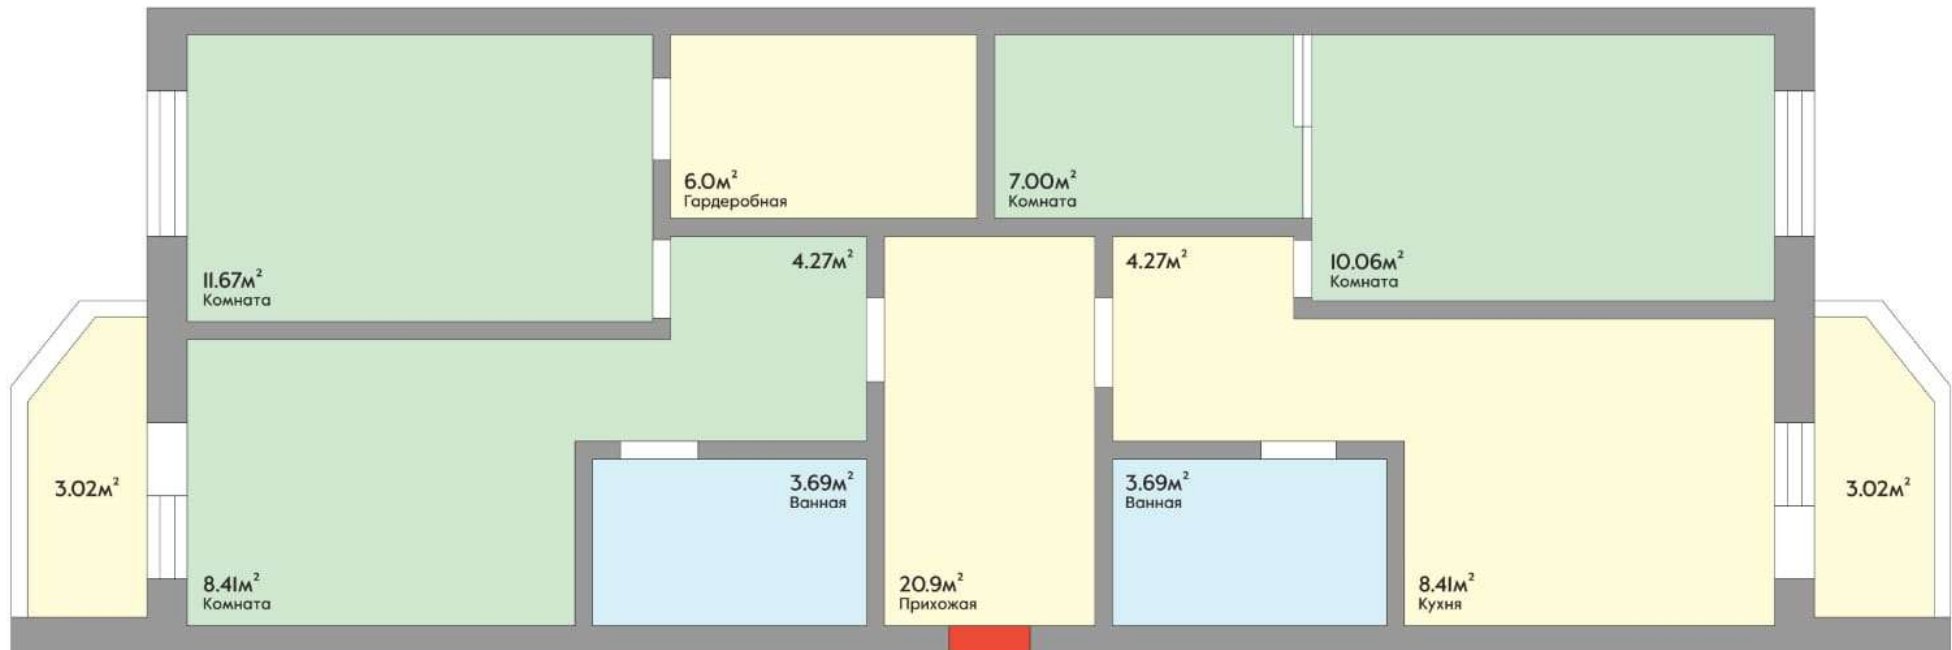 6.0м²
Гардеробная
7.00м²
Комната
11.67м²
Комната
4.27м²
4.27м²
10.06м²
Комната
3.02м²
3.69м²
Ванная
3.69м²
Ванная
3.02м²
8.41м²
Комната
20.9м²
Прихожая
8.41м²
Кухня